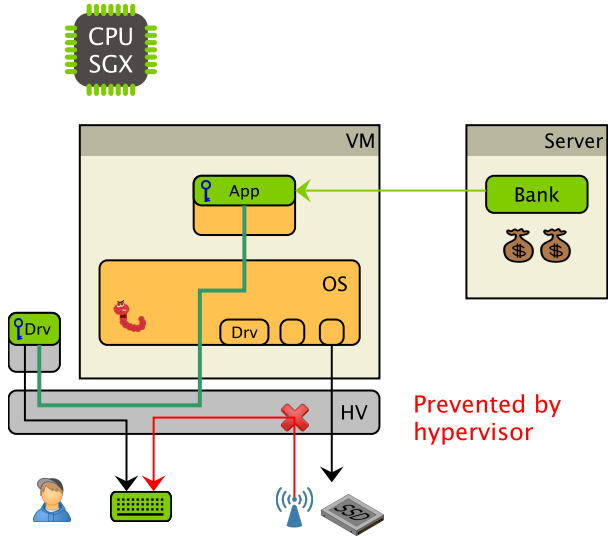 CPU
SGX
VM
Server
App
Bank
$ $
OS
Drv
Drv
HV
Prevented by
hypervisor
SSD